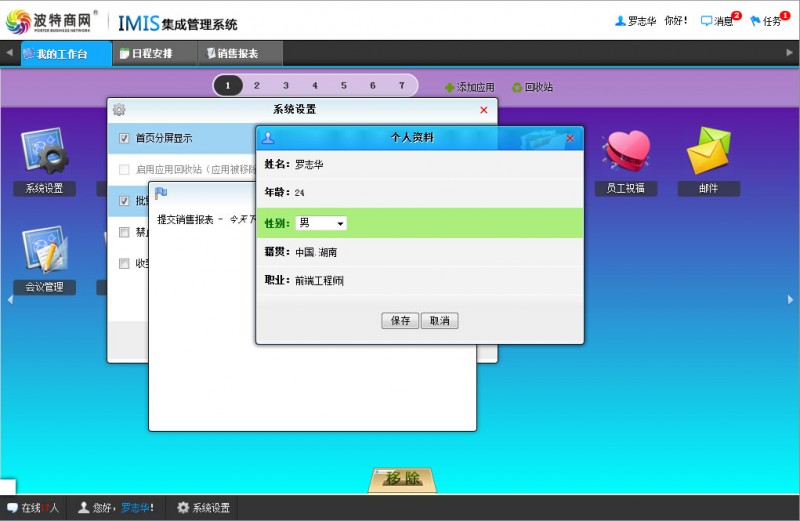 波特商网®
PORTER BUSINESS NETWORK
IMIS集成管理系统
罗志华 你好! 消息 2 任务 1
我的工作台 日程安排 销售报表
1 2 3 4 5 6 7 添加应用 回收站
系统设置
首页分屏显示
启用应用回收站（应用被移除
批
禁止
收到
提交销售报表 - 今天下
个人资料
姓名: 罗志华
年龄: 24
性别: 男
籍贯: 中国.湖南
职业: 前端工程师
保存 取消
系统设置 员工祝福 邮件
会议管理
移除
在线17人 您好, 罗志华! 系统设置